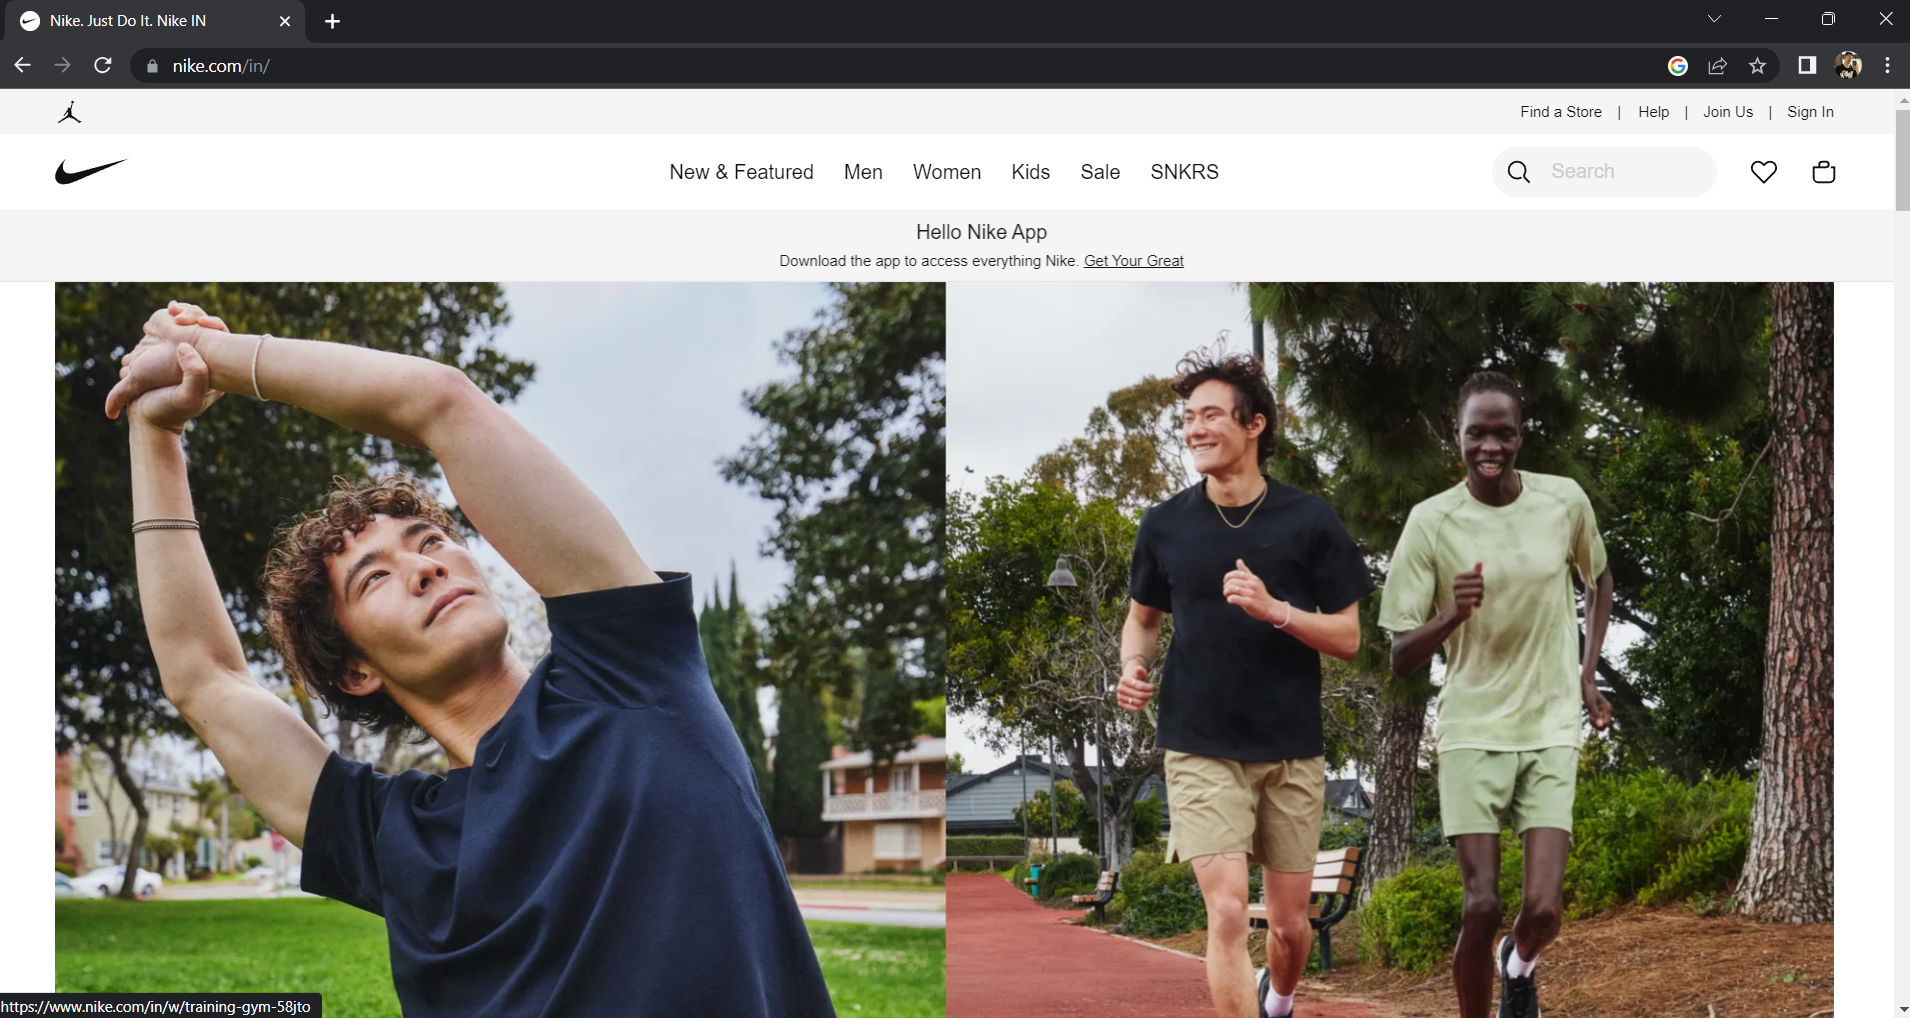 Nike. Just Do It. Nike IN
nike.com/in/
Find a Store | Help | Join Us | Sign In
New & Featured Men Women Kids Sale SNKRS
Search
Hello Nike App
Download the app to access everything Nike. Get Your Great
https://www.nike.com/in/w/training-gym-58jto